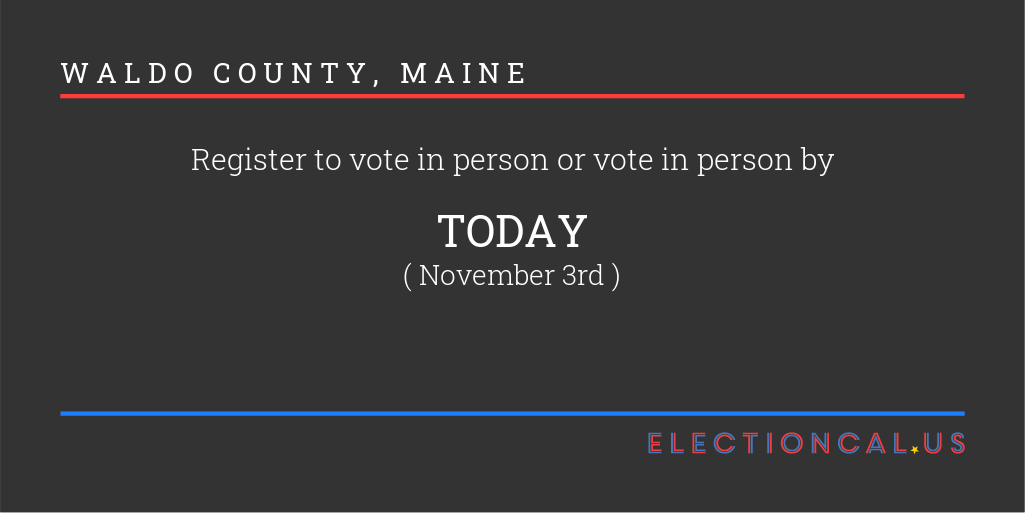 WALDO COUNTY, MAINE
Register to vote in person or vote in person by
TODAY
( November 3rd )
ELECTIONCAL.US